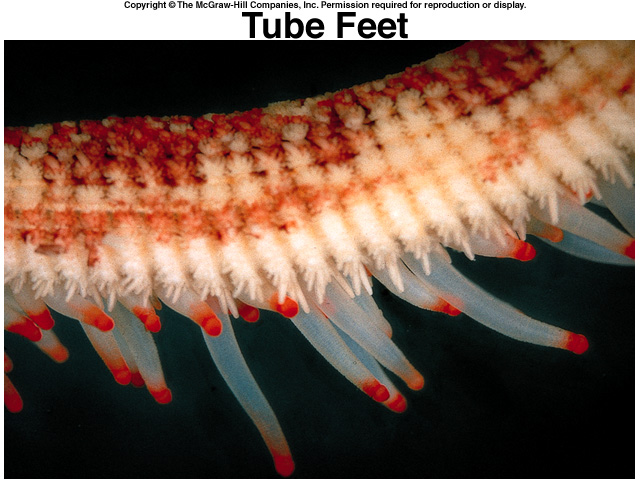 Copyright © The McGraw-Hill Companies, Inc. Permission required for reproduction or display.
Tube Feet